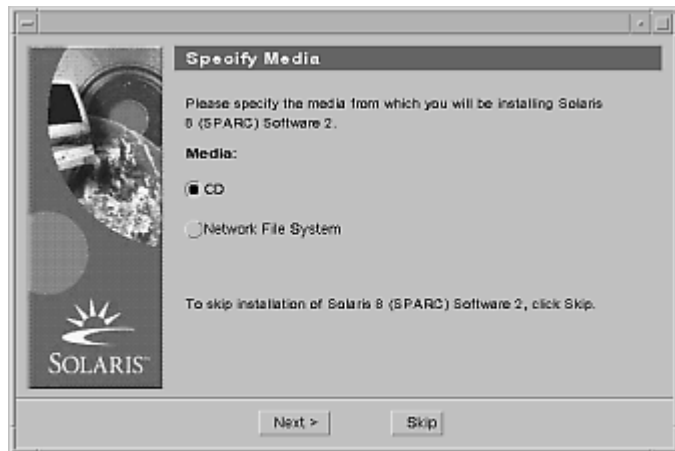 Specify Media
Please specify the media from which you will be installing Solaris
8 (SPARC) Software 2.
Media:
CD
Network File System
To skip installation of Solaris 8 (SPARC) Software 2, click Skip.
SOLARIS™
Next >
Skip